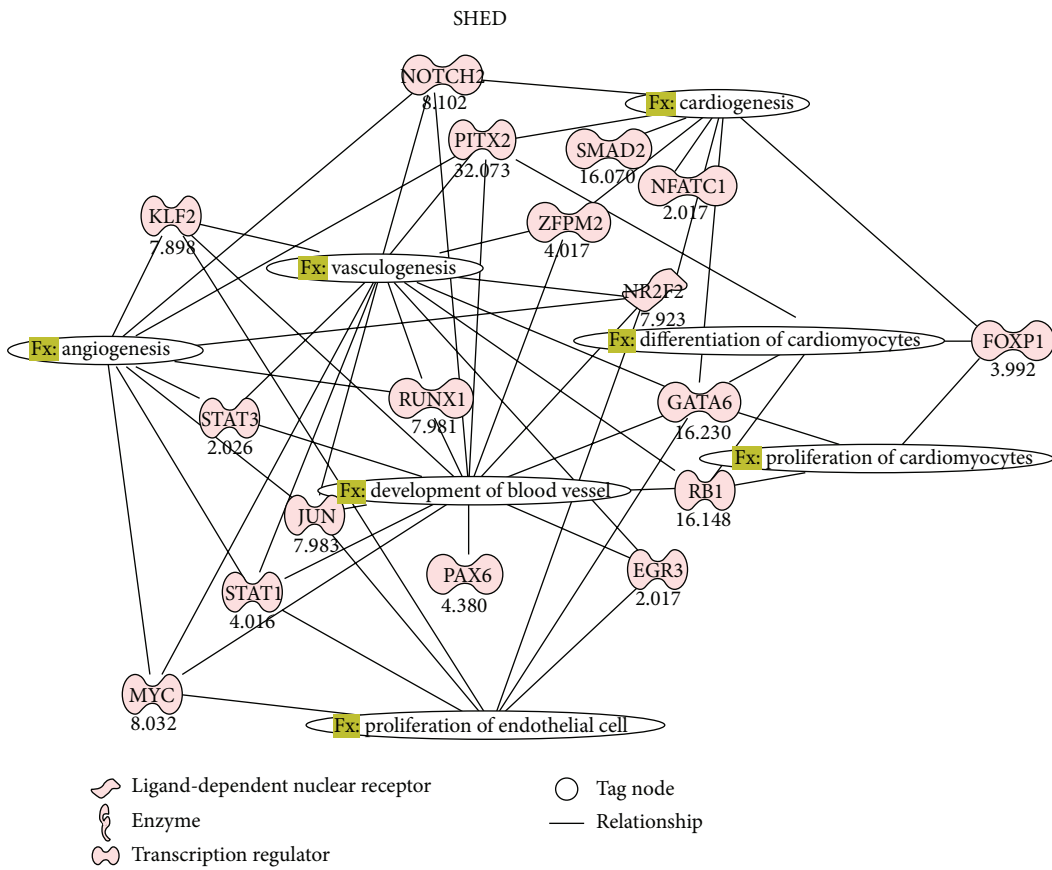 SHED
NOTCH2
8.102
Fx: cardiogenesis
PITX2
32.073
SMAD2
16.070
NFATC1
2.017
KLF2
7.898
ZFPM2
4.017
Fx: vasculogenesis
NR2F2
7.923
Fx: angiogenesis
Fx: differentiation of cardiomyocytes
FOXP1
3.992
STAT3
2.026
RUNX1
7.981
GATA6
16.230
Fx: proliferation of cardiomyocytes
Fx: development of blood vessel
RB1
16.148
JUN
7.983
PAX6
4.380
EGR3
2.017
STAT1
4.016
MYC
8.032
Fx: proliferation of endothelial cell
Ligand-dependent nuclear receptor
Enzyme
Transcription regulator
Tag node
Relationship